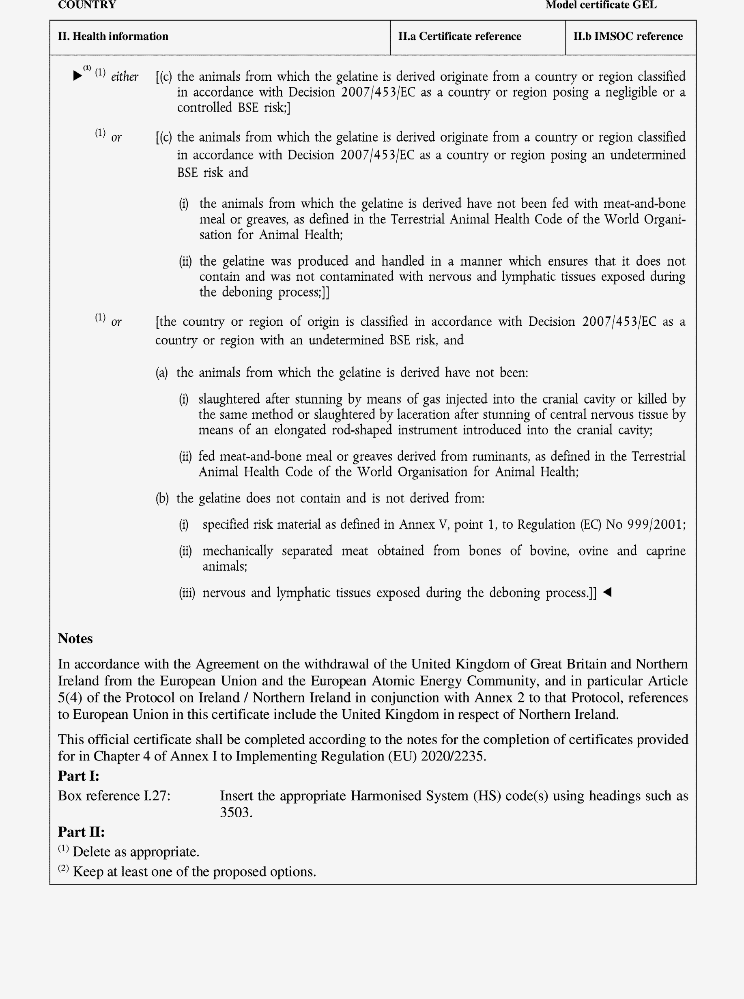 COUNTRY Model certificate GEL
II. Health information II.a Certificate reference II.b IMSOC reference
▶(1) (1) either [(c) the animals from which the gelatine is derived originate from a country or region classified
in accordance with Decision 2007/453/EC as a country or region posing a negligible or a
controlled BSE risk;]
(1) or [(c) the animals from which the gelatine is derived originate from a country or region classified
in accordance with Decision 2007/453/EC as a country or region posing an undetermined
BSE risk and
(i) the animals from which the gelatine is derived have not been fed with meat-and-bone
meal or greaves, as defined in the Terrestrial Animal Health Code of the World Organi-
sation for Animal Health;
(ii) the gelatine was produced and handled in a manner which ensures that it does not
contain and was not contaminated with nervous and lymphatic tissues exposed during
the deboning process;]]
(1) or [the country or region of origin is classified in accordance with Decision 2007/453/EC as a
country or region with an undetermined BSE risk, and
(a) the animals from which the gelatine is derived have not been:
(i) slaughtered after stunning by means of gas injected into the cranial cavity or killed by
the same method or slaughtered by laceration after stunning of central nervous tissue by
means of an elongated rod-shaped instrument introduced into the cranial cavity;
(ii) fed meat-and-bone meal or greaves derived from ruminants, as defined in the Terrestrial
Animal Health Code of the World Organisation for Animal Health;
(b) the gelatine does not contain and is not derived from:
(i) specified risk material as defined in Annex V, point 1, to Regulation (EC) No 999/2001;
(ii) mechanically separated meat obtained from bones of bovine, ovine and caprine
animals;
(iii) nervous and lymphatic tissues exposed during the deboning process.]] ◀
Notes
In accordance with the Agreement on the withdrawal of the United Kingdom of Great Britain and Northern
Ireland from the European Union and the European Atomic Energy Community, and in particular Article
5(4) of the Protocol on Ireland / Northern Ireland in conjunction with Annex 2 to that Protocol, references
to European Union in this certificate include the United Kingdom in respect of Northern Ireland.
This official certificate shall be completed according to the notes for the completion of certificates provided
for in Chapter 4 of Annex I to Implementing Regulation (EU) 2020/2235.
Part I:
Box reference I.27: Insert the appropriate Harmonised System (HS) code(s) using headings such as
3503.
Part II:
(1) Delete as appropriate.
(2) Keep at least one of the proposed options.